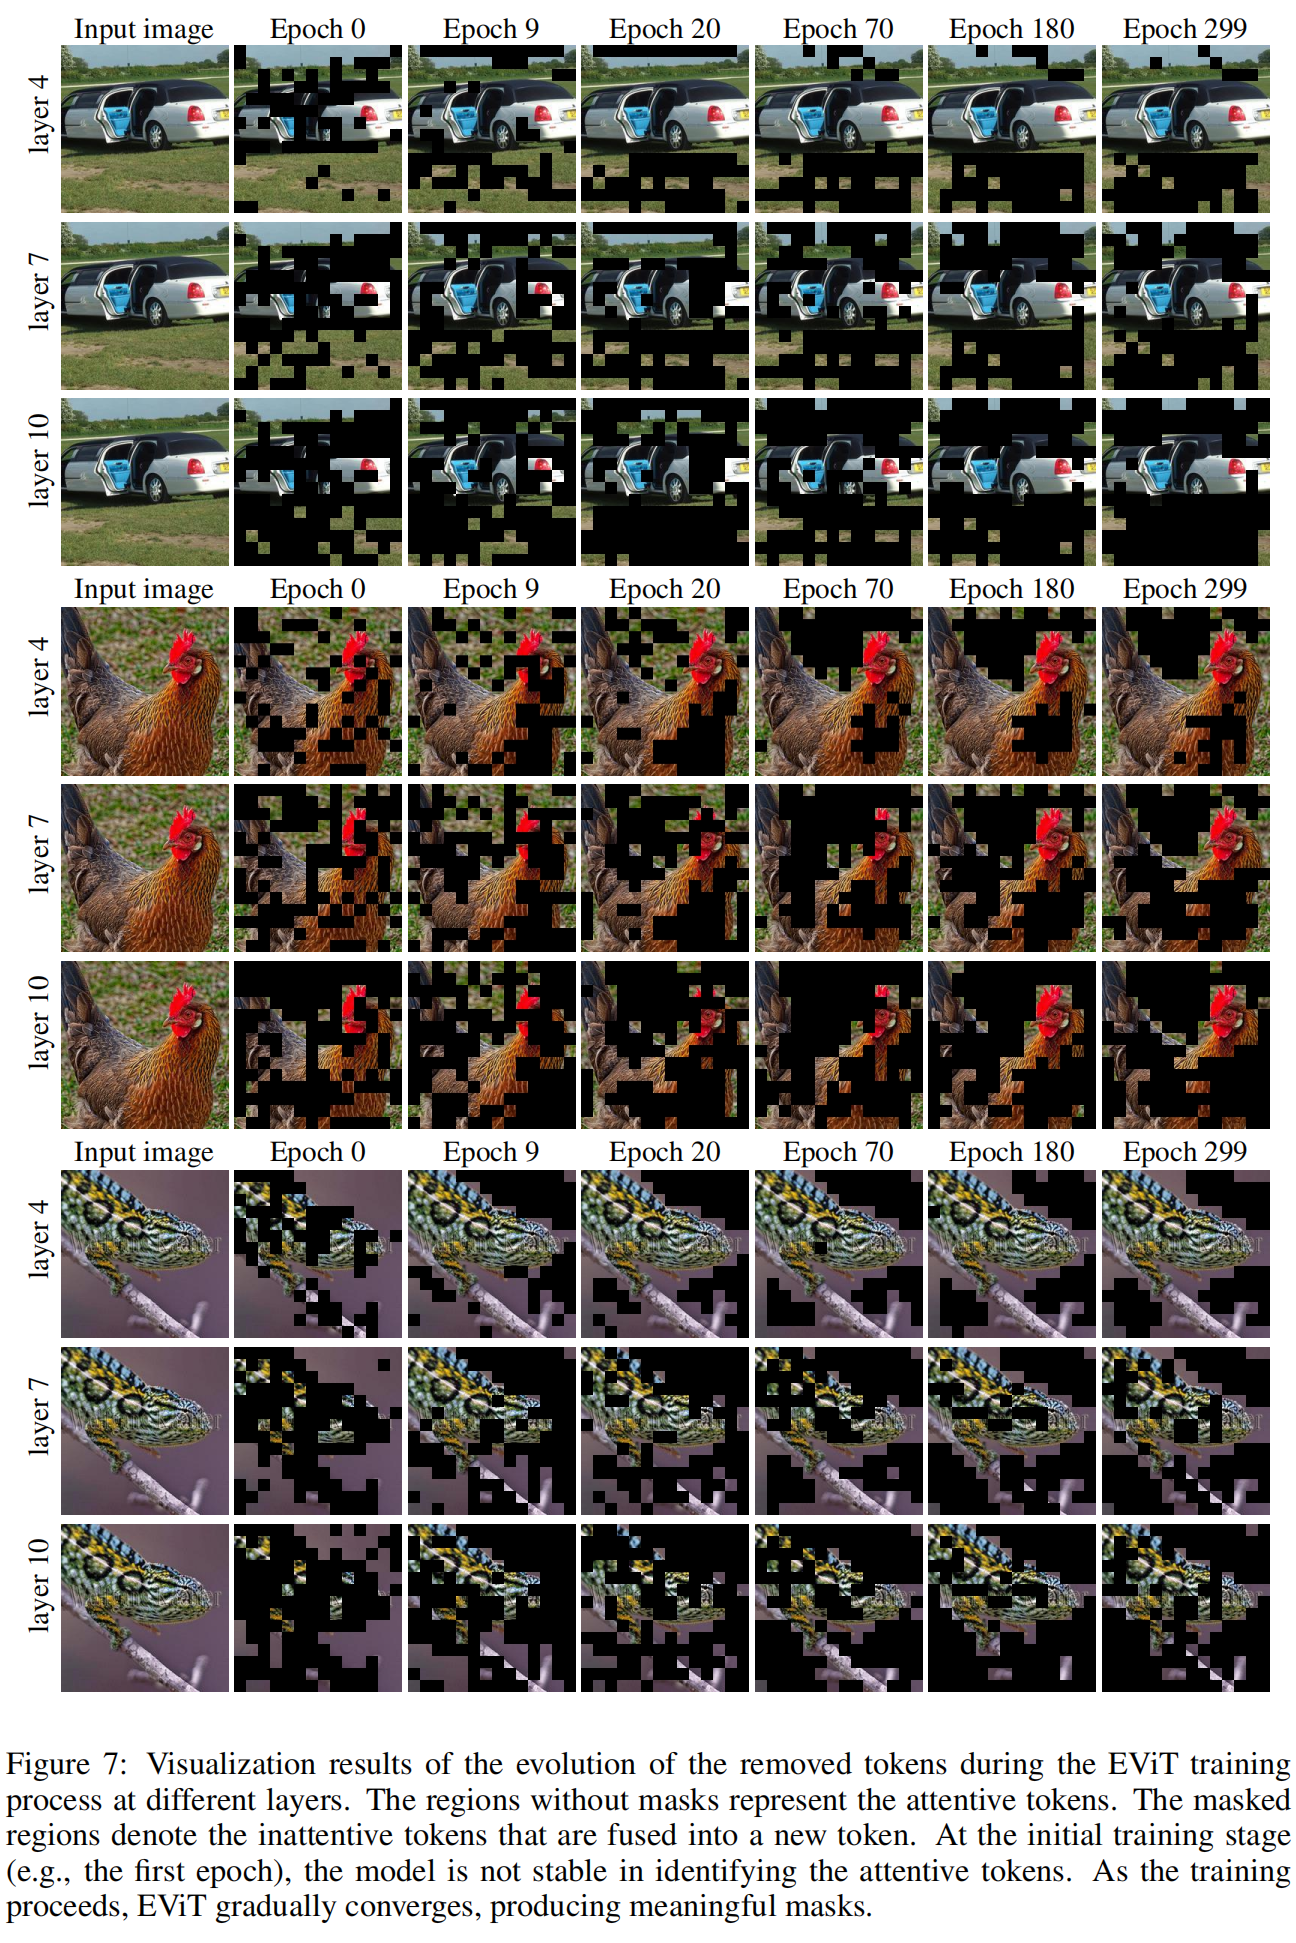 Input image Epoch 0 Epoch 9 Epoch 20 Epoch 70 Epoch 180 Epoch 299
layer 4
layer 7
layer 10
Input image Epoch 0 Epoch 9 Epoch 20 Epoch 70 Epoch 180 Epoch 299
layer 4
layer 7
layer 10
Input image Epoch 0 Epoch 9 Epoch 20 Epoch 70 Epoch 180 Epoch 299
layer 4
layer 7
layer 10
Figure 7: Visualization results of the evolution of the removed tokens during the EViT training
process at different layers. The regions without masks represent the attentive tokens. The masked
regions denote the inattentive tokens that are fused into a new token. At the initial training stage
(e.g., the first epoch), the model is not stable in identifying the attentive tokens. As the training
proceeds, EViT gradually converges, producing meaningful masks.